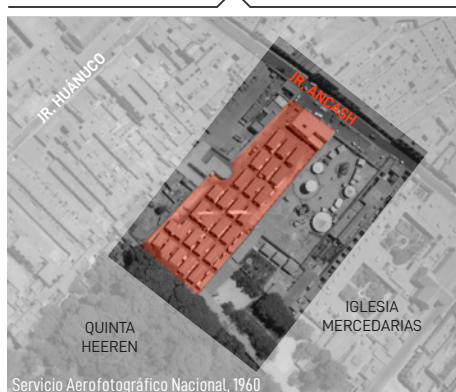 JR. HUÁNUCO
JR. ANCASH
IGLESIA
MERCEDARIAS
QUINTA
HEEREN
Servicio Aerofotográfico Nacional, 1960